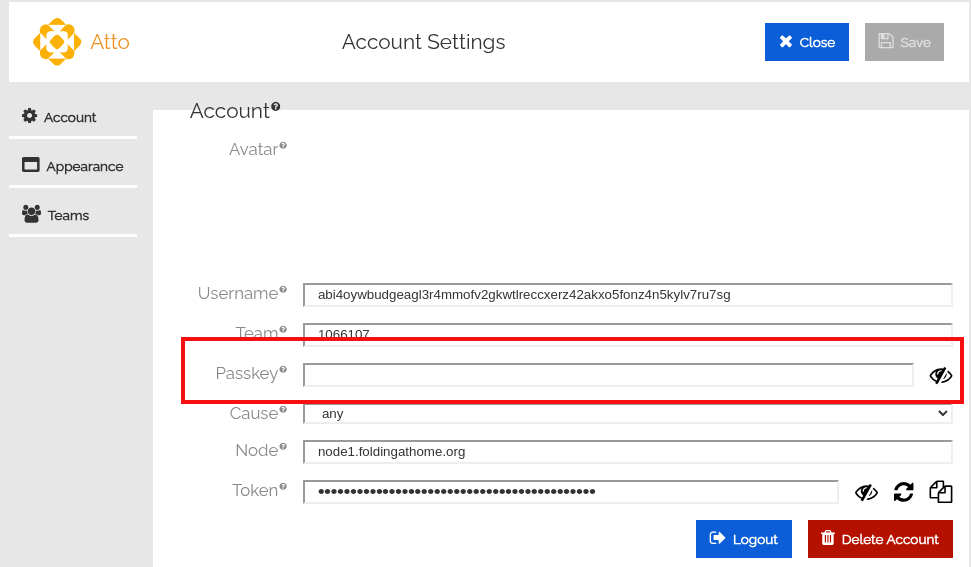 Atto
Account Settings
Close
Save
Account
Appearance
Teams
Account
Avatar
Username abi4oywbudgeagl3r4mmofv2gkwtlreccxerz42akxo5fonz4n5kylv7ru7sg
Team 1066107
Passkey
Cause any
Node node1.foldingathome.org
Token
Logout
Delete Account